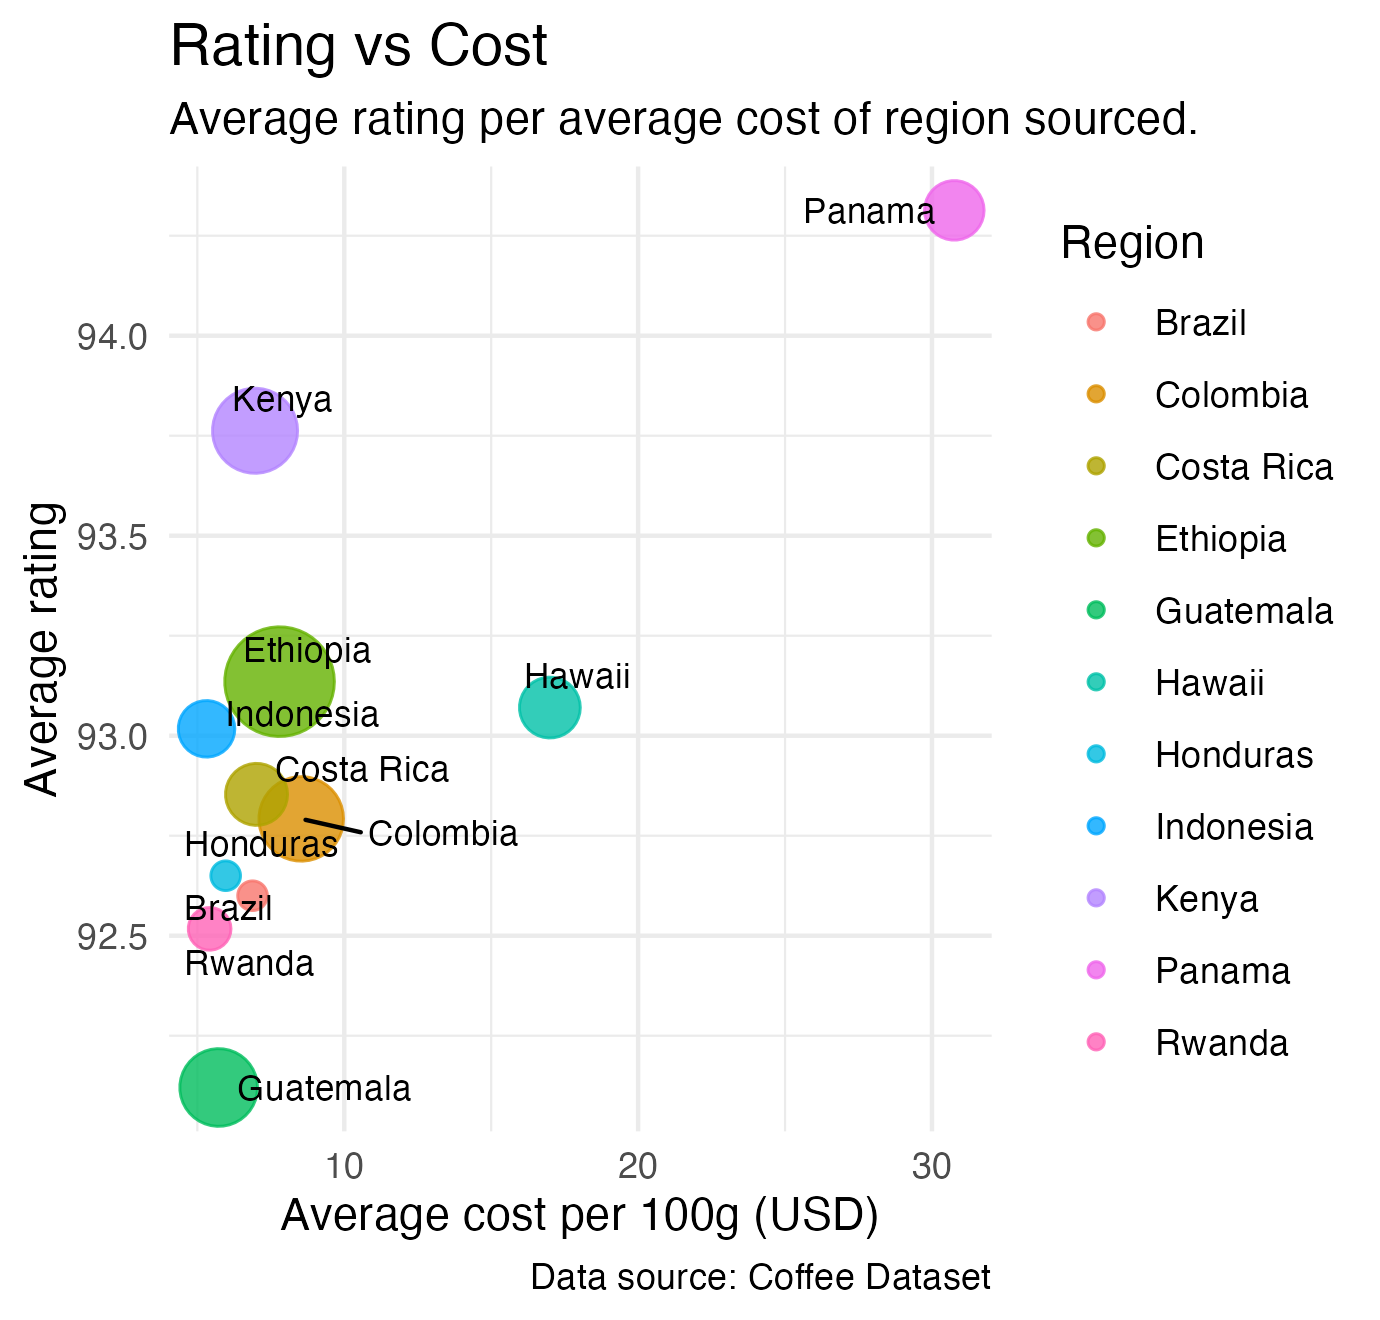 Rating vs Cost
Average rating per average cost of region sourced.
Panama
Kenya
Ethiopia
Hawaii
Indonesia
Costa Rica
Colombia
Honduras
Brazil
Rwanda
Guatemala
94.0
93.5
93.0
92.5
Average rating
10 20 30
Average cost per 100g (USD)
Data source: Coffee Dataset
Region
Brazil
Colombia
Costa Rica
Ethiopia
Guatemala
Hawaii
Honduras
Indonesia
Kenya
Panama
Rwanda